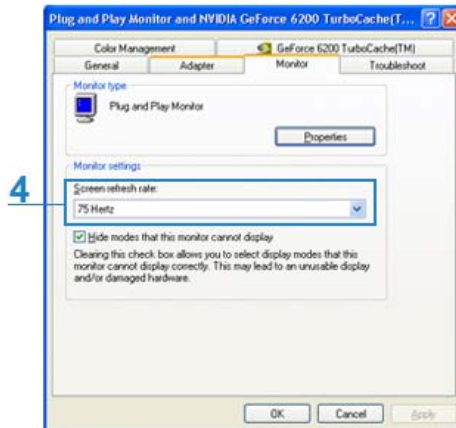 Plug and Play Monitor and NVIDIA GeForce 6200 TurboCache(T...
Color Management
GeForce 6200 TurboCache(TM)
General
Adapter
Monitor
Troubleshoot
Monitor type
Plug and Play Monitor
Properties
Monitor settings
4
Screen refresh rate:
75 Hertz
Hide modes that this monitor cannot display
Clearing this check box allows you to select display modes that this
monitor cannot display correctly. This may lead to an unusable display
and/or damaged hardware.
OK
Cancel
Apply